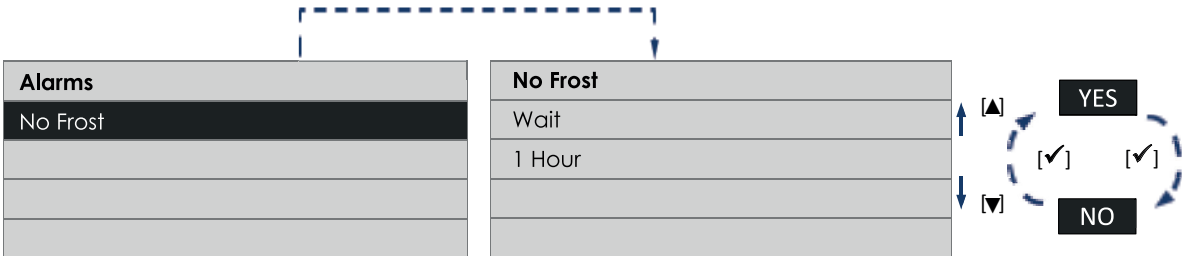 Alarms
No Frost
No Frost
Wait
1 Hour
[▲]
[▼]
YES
[✓] [✓]
NO